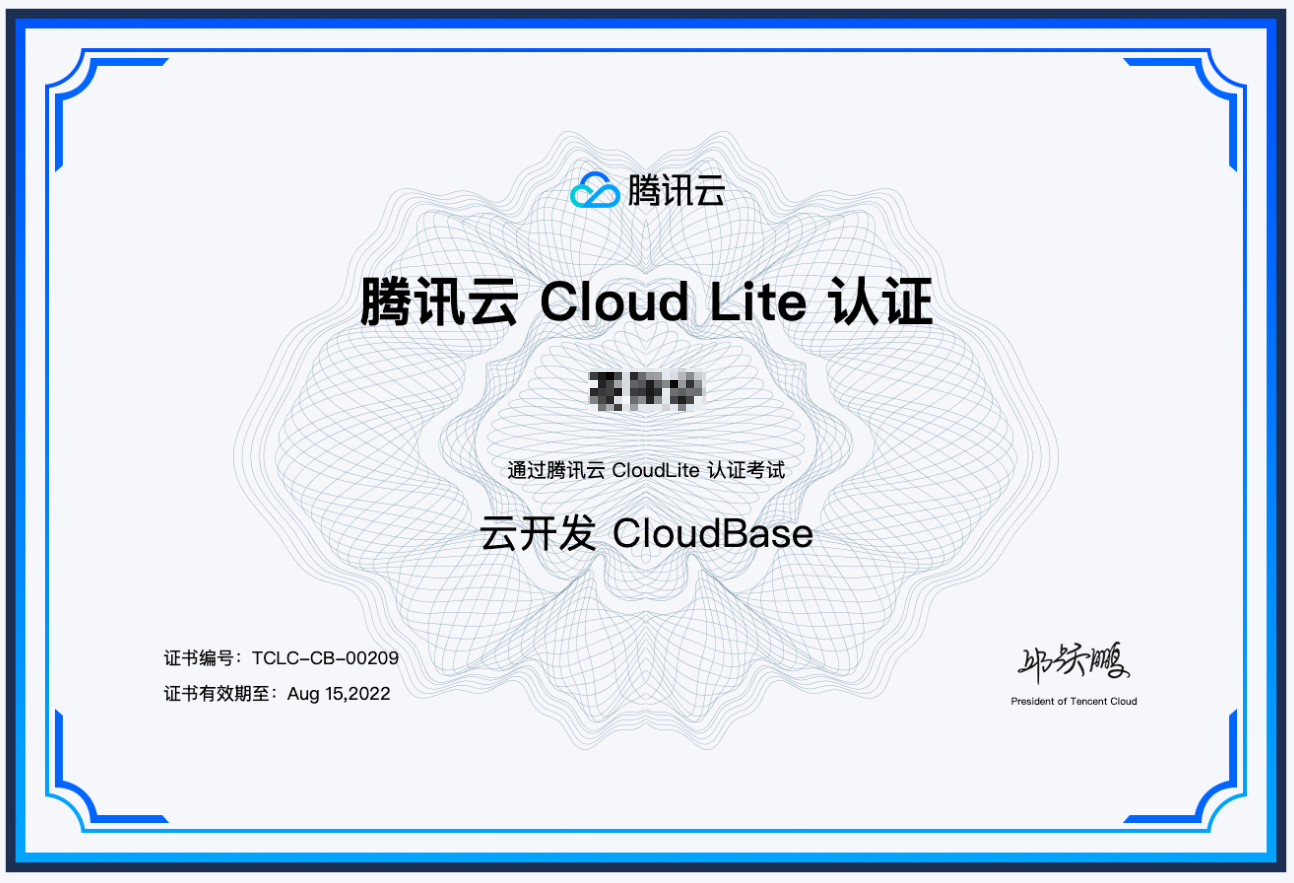 腾讯云
腾讯云 Cloud Lite 认证
通过腾讯云 CloudLite 认证考试
云开发 CloudBase
证书编号：TCLC-CB-00209
证书有效期至：Aug 15,2022
President of Tencent Cloud